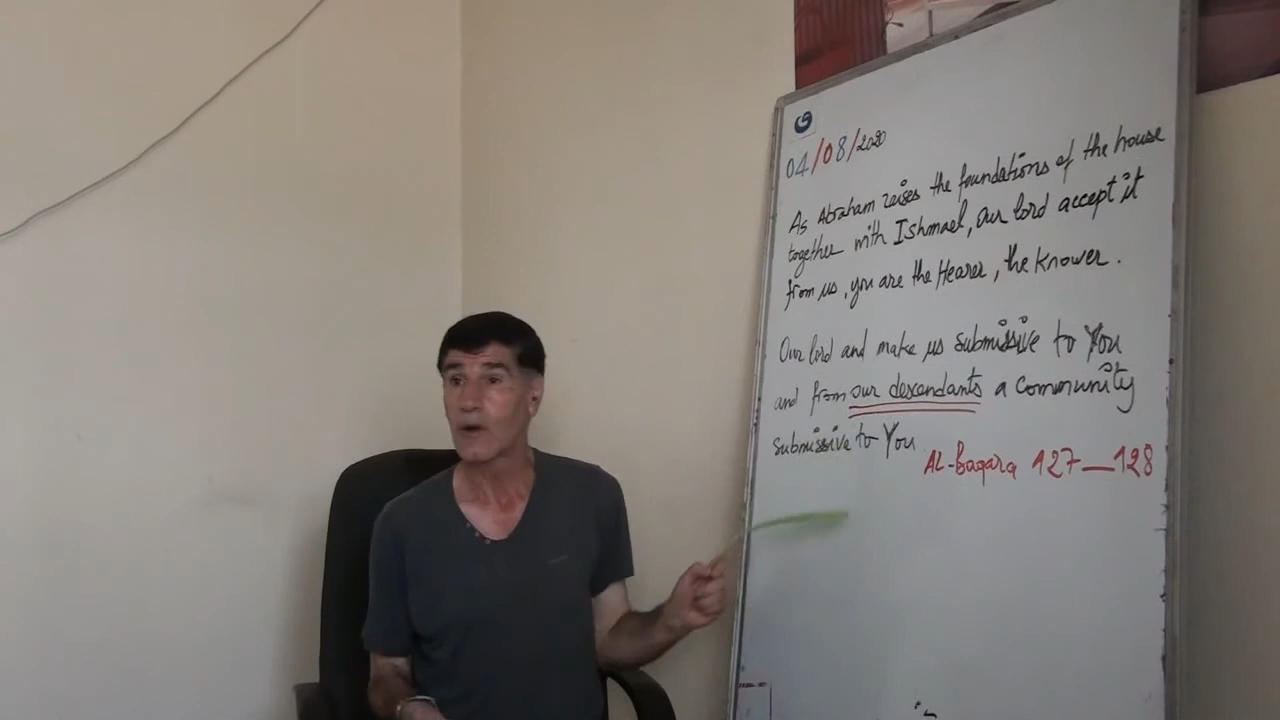 04/08/2020
As Abraham raises the foundations of the house
together with Ishmael, Our lord accept it
from us, you are the Hearer, the Knower.
Our lord and make us submissive to You
and from our descendants a community
submissive to You
AL-Baqara 127_128